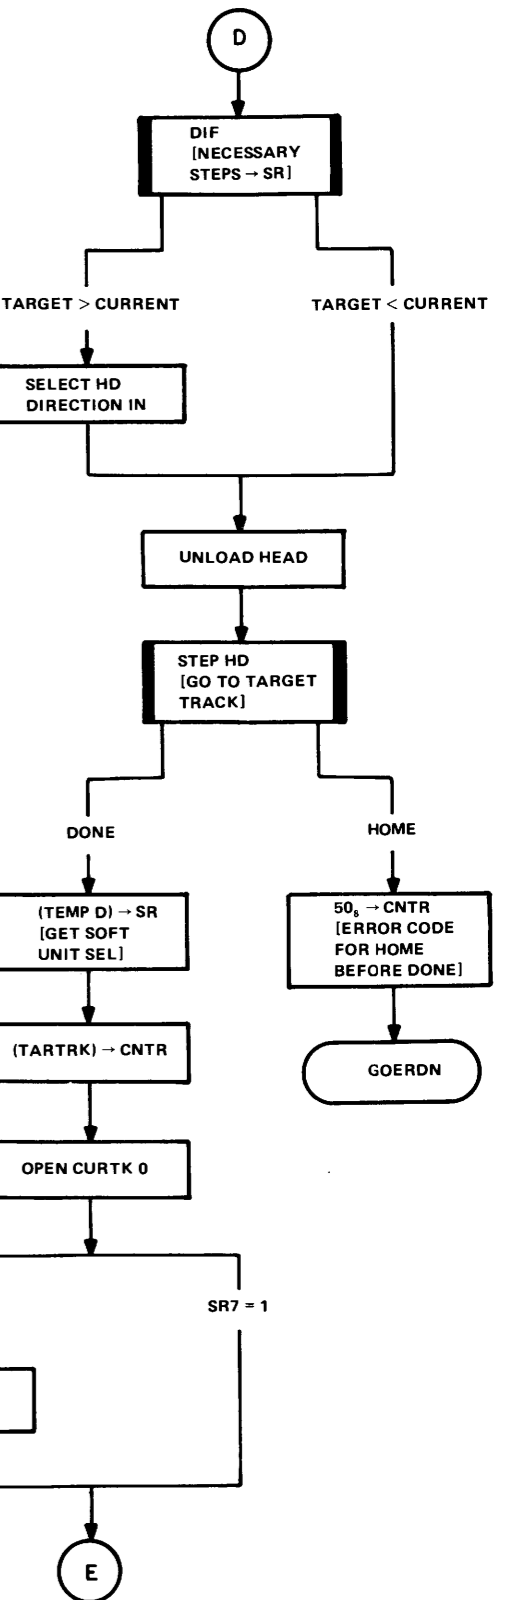 D
DIF
[NECESSARY
STEPS → SR]
TARGET > CURRENT
TARGET < CURRENT
SELECT HD
DIRECTION IN
UNLOAD HEAD
STEP HD
[GO TO TARGET
TRACK]
DONE
HOME
(TEMP D) → SR
[GET SOFT
UNIT SEL]
50₈ → CNTR
[ERROR CODE
FOR HOME
BEFORE DONE]
(TARTRK) → CNTR
GOERDN
OPEN CURTK 0
SR7 = 1
E